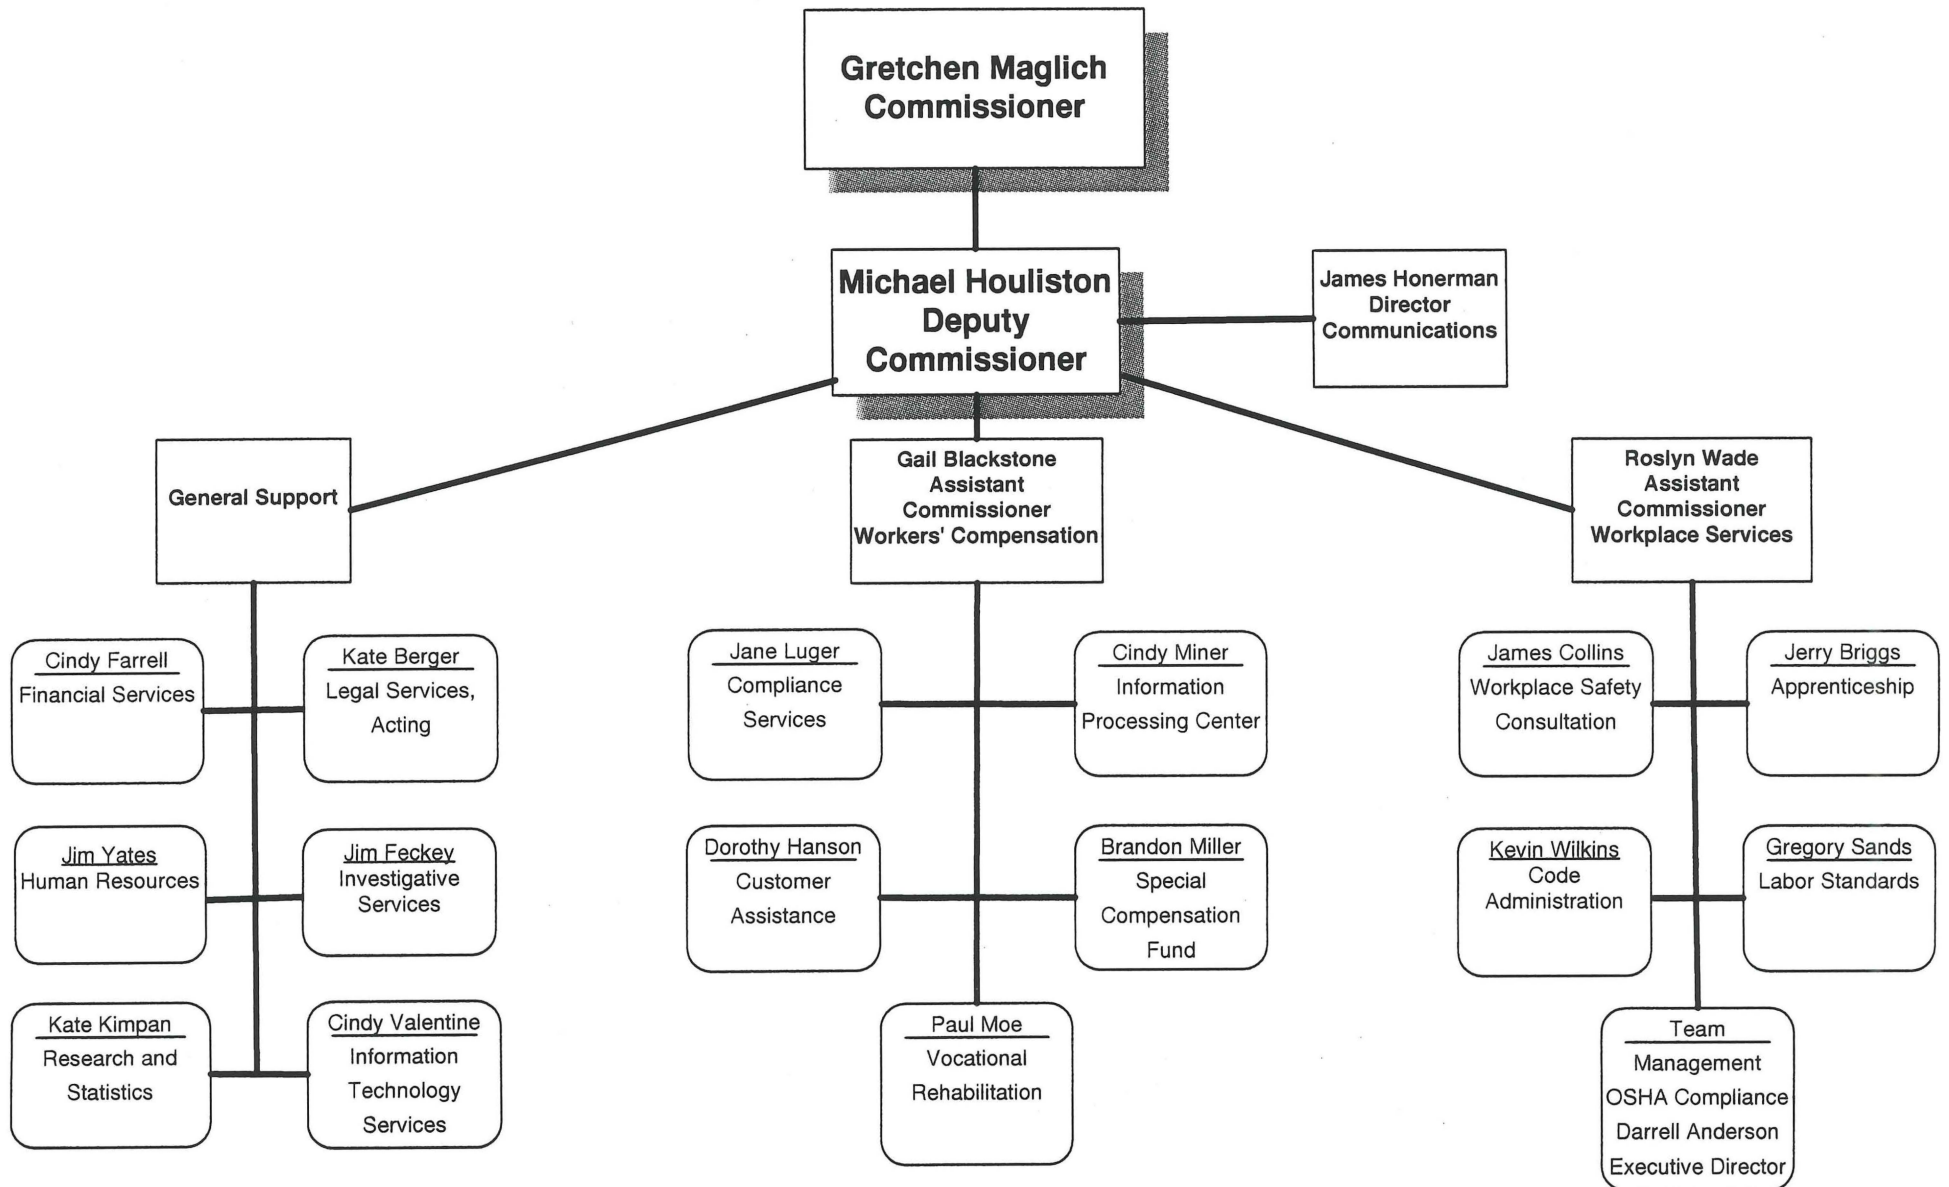 Gretchen Maglich
Commissioner
Michael Houliston
Deputy
Commissioner
James Honerman
Director
Communications
General Support
Gail Blackstone
Assistant
Commissioner
Workers' Compensation
Roslyn Wade
Assistant
Commissioner
Workplace Services
Cindy Farrell
Financial Services
Kate Berger
Legal Services,
Acting
Jim Yates
Human Resources
Jim Feckey
Investigative
Services
Kate Kimpan
Research and
Statistics
Cindy Valentine
Information
Technology
Services
Jane Luger
Compliance
Services
Cindy Miner
Information
Processing Center
Dorothy Hanson
Customer
Assistance
Brandon Miller
Special
Compensation
Fund
Paul Moe
Vocational
Rehabilitation
James Collins
Workplace Safety
Consultation
Jerry Briggs
Apprenticeship
Kevin Wilkins
Code
Administration
Gregory Sands
Labor Standards
Team
Management
OSHA Compliance
Darrell Anderson
Executive Director